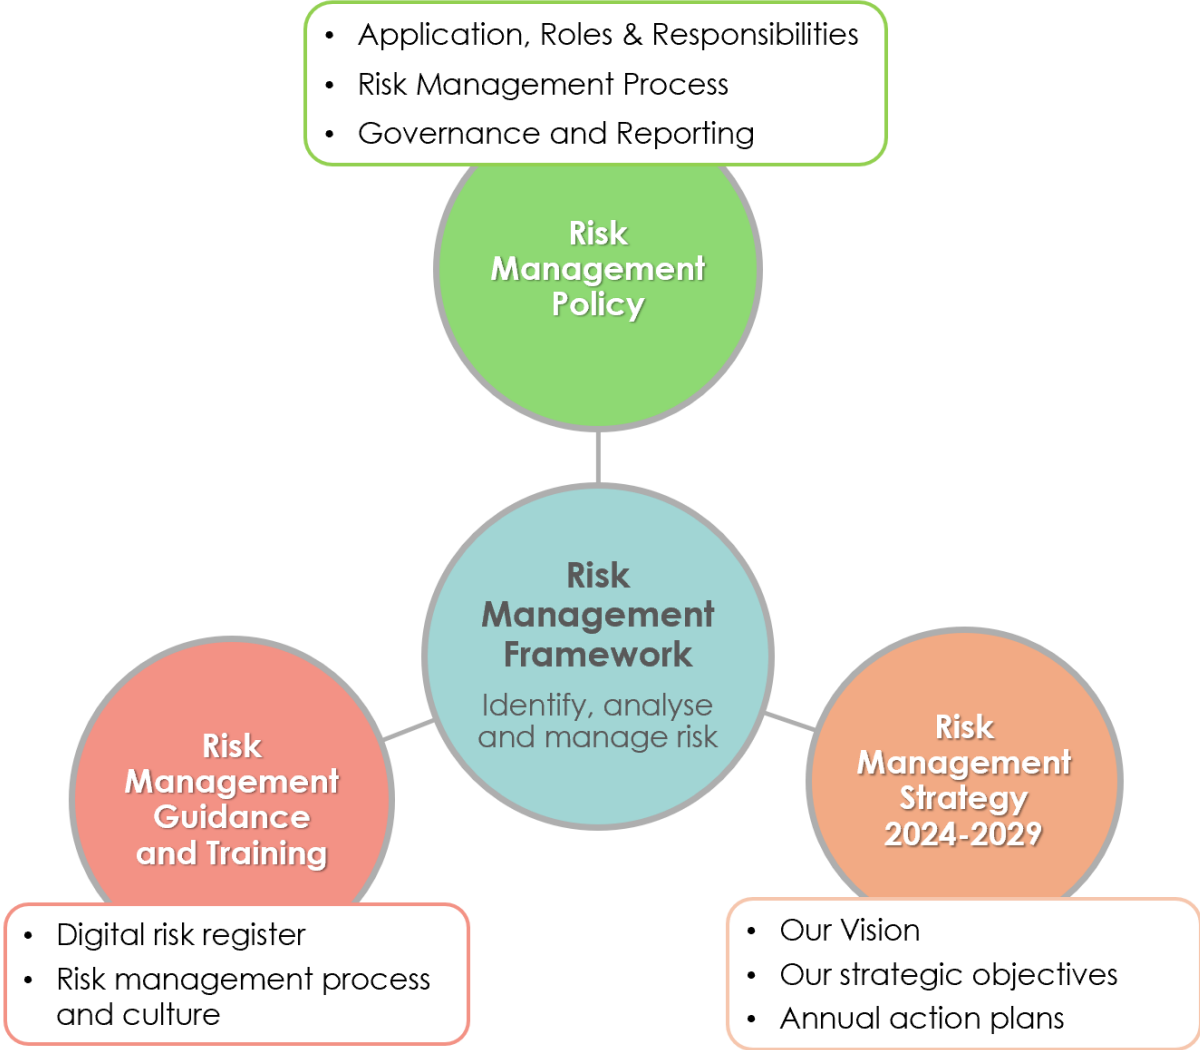 • Application, Roles & Responsibilities
• Risk Management Process
• Governance and Reporting
Risk
Management
Policy
Risk
Management
Framework
Identify, analyse
and manage risk
Risk
Management
Guidance
and Training
• Digital risk register
• Risk management process
and culture
Risk
Management
Strategy
2024-2029
• Our Vision
• Our strategic objectives
• Annual action plans